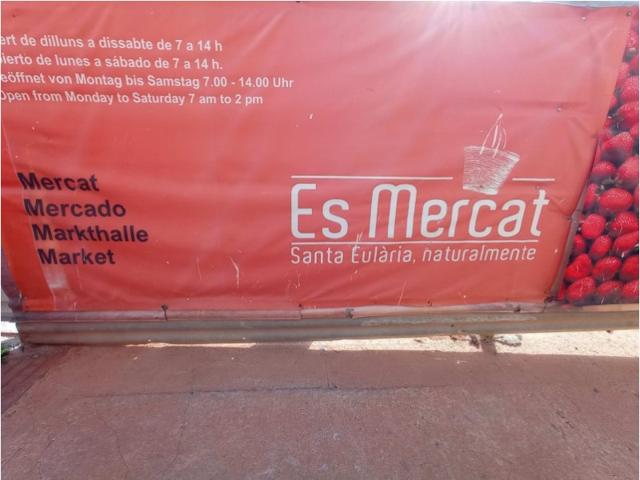 ert de dilluns a dissabte de 7 a 14 h
ierto de lunes a sábado de 7 a 14 h.
eöffnet von Montag bis Samstag 7.00 - 14.00 Uhr
Open from Monday to Saturday 7 am to 2 pm
Mercat
Mercado
Markthalle
Market
Es Mercat
Santa Eulària, naturalmente